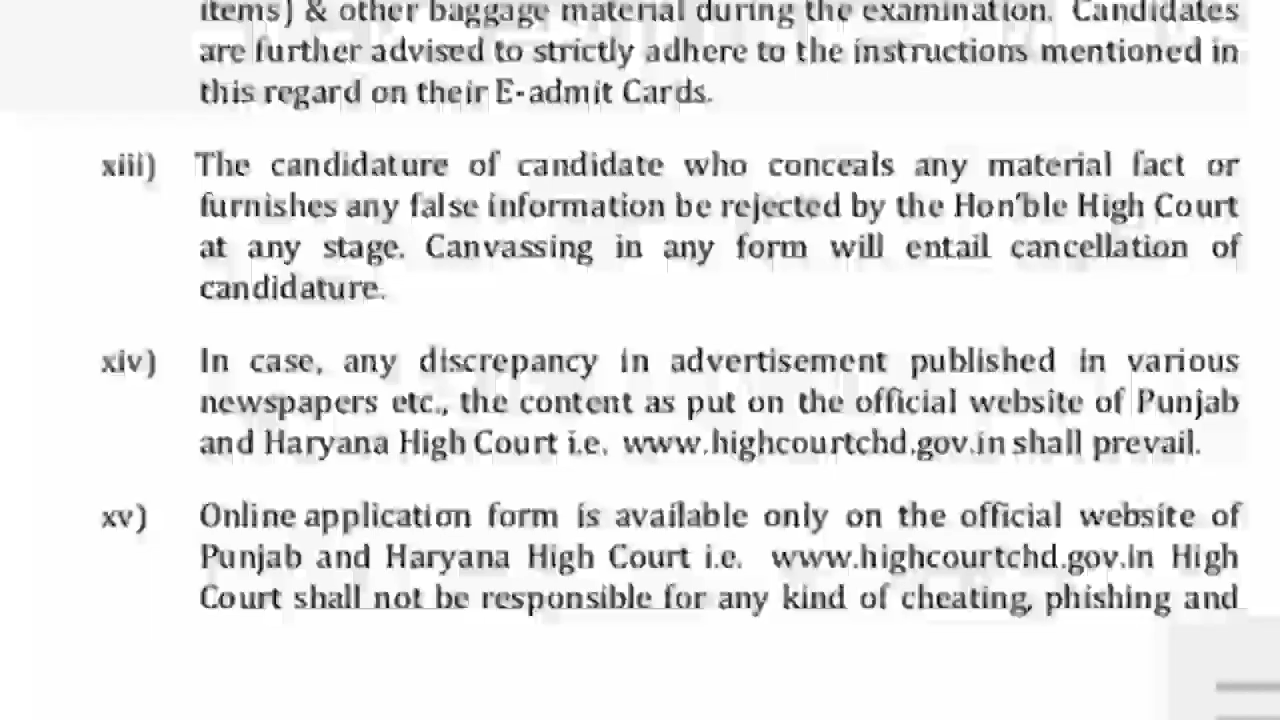 items) & other baggage material during the examination. Candidates
are further advised to strictly adhere to the instructions mentioned in
this regard on their E-admit Cards.
xiii) The candidature of candidate who conceals any material fact or
furnishes any false information be rejected by the Hon'ble High Court
at any stage. Canvassing in any form will entail cancellation of
candidature.
xiv) In case, any discrepancy in advertisement published in various
newspapers etc., the content as put on the official website of Punjab
and Haryana High Court i.e. www.highcourtchd.gov.in shall prevail.
xv) Online application form is available only on the official website of
Punjab and Haryana High Court i.e. www.highcourtchd.gov.in High
Court shall not be responsible for any kind of cheating, phishing and